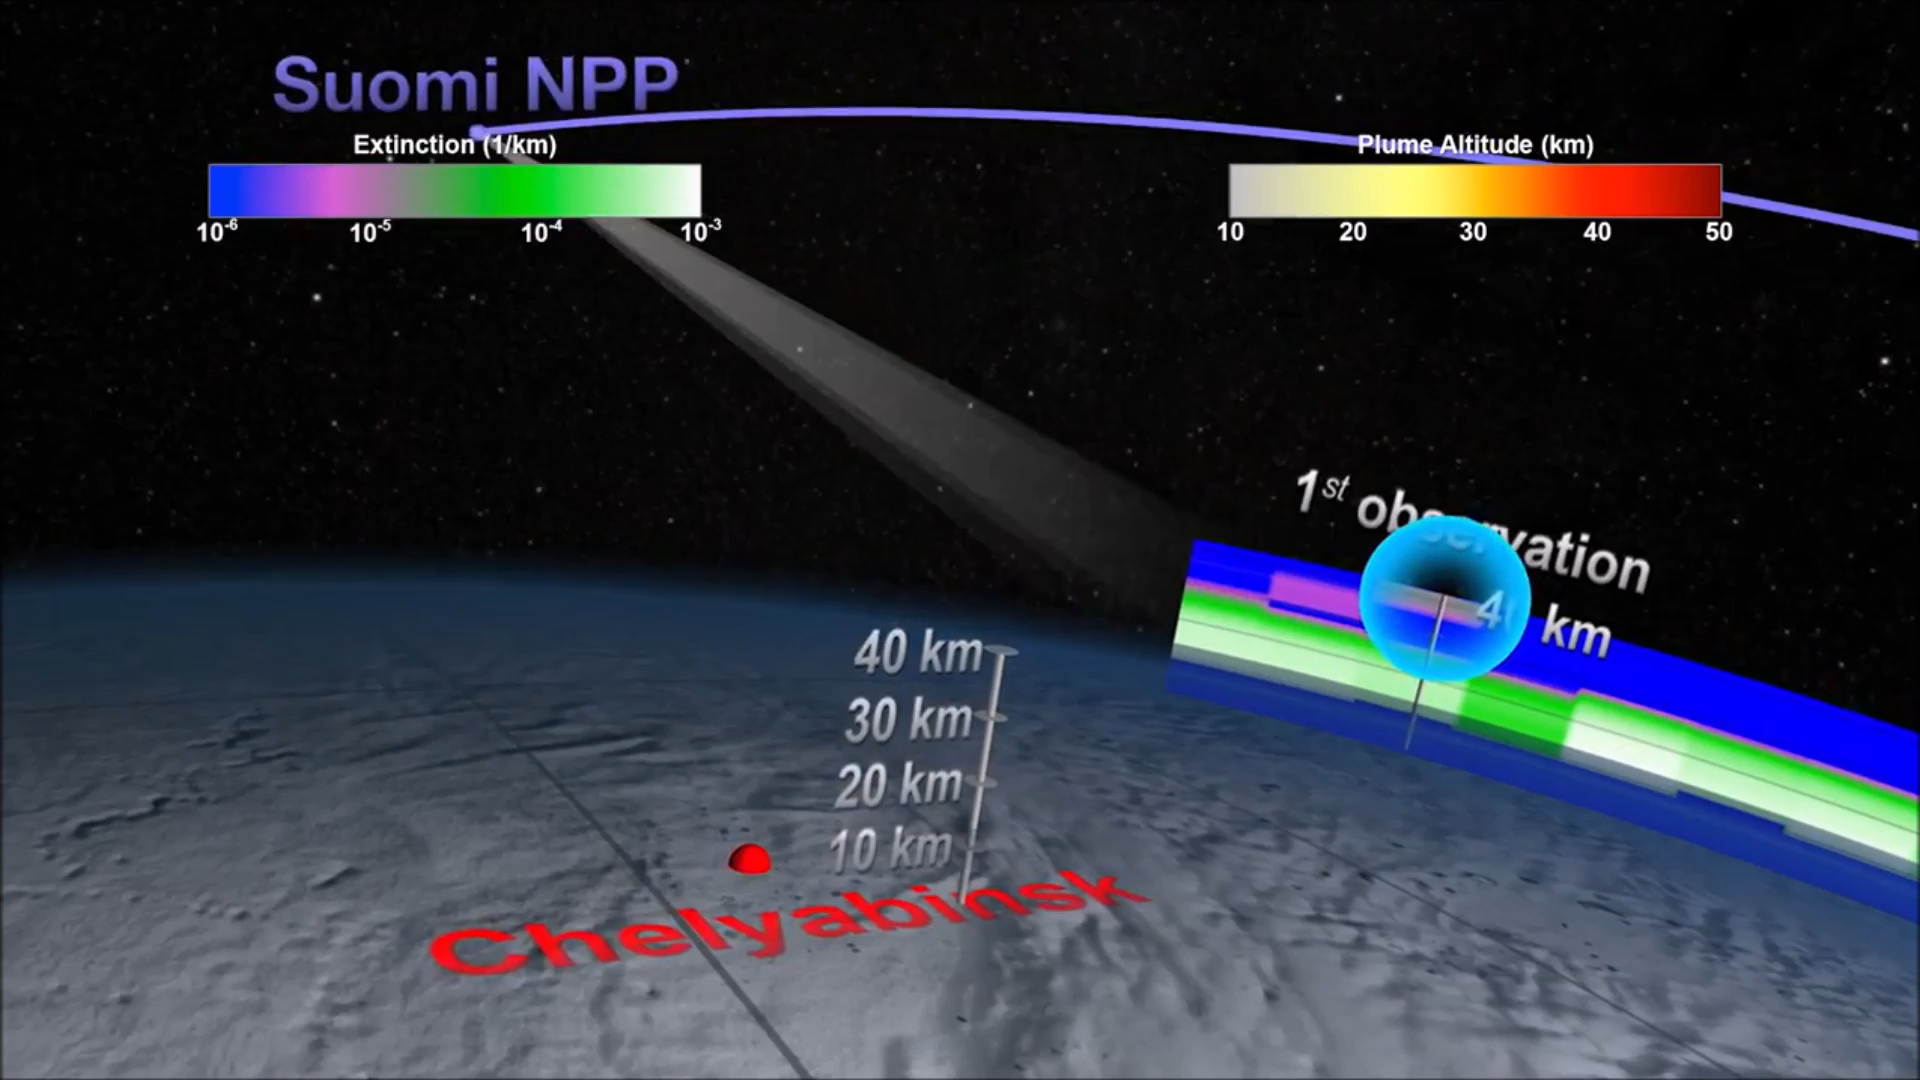 Suomi NPP
Extinction (1/km)
10-6 10-5 10-4 10-3
Plume Altitude (km)
10 20 30 40 50
1st
km
40 km
30 km
20 km
10 km
Chelyabinsk